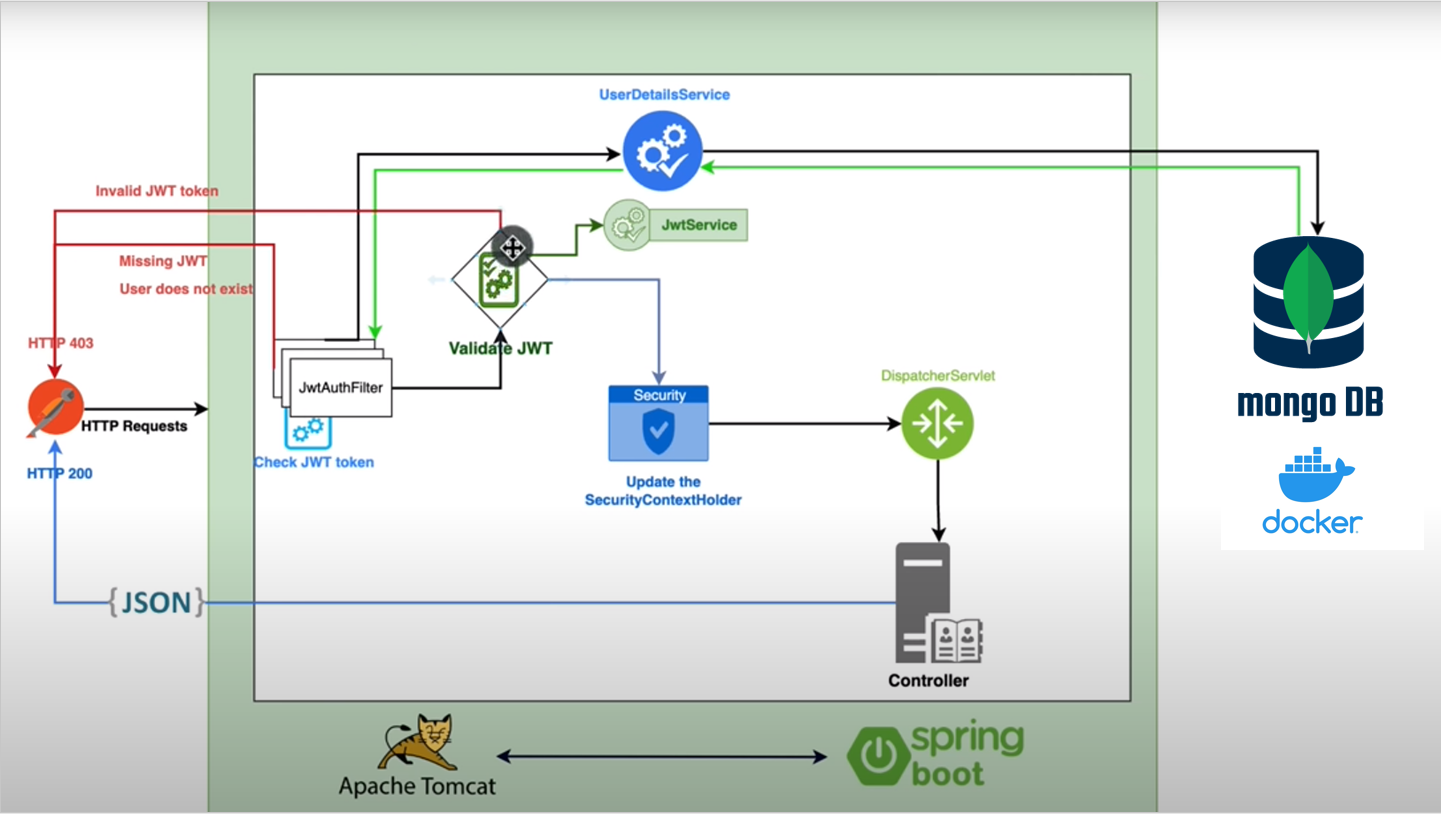 UserDetailsService
Invalid JWT token
JwtService
Missing JWT
User does not exist
HTTP 403
Validate JWT
JwtAuthFilter
DispatcherServlet
Security
HTTP Requests
mongo DB
Check JWT token
HTTP 200
Update the
SecurityContextHolder
docker
{JSON}
Controller
spring
boot
Apache Tomcat